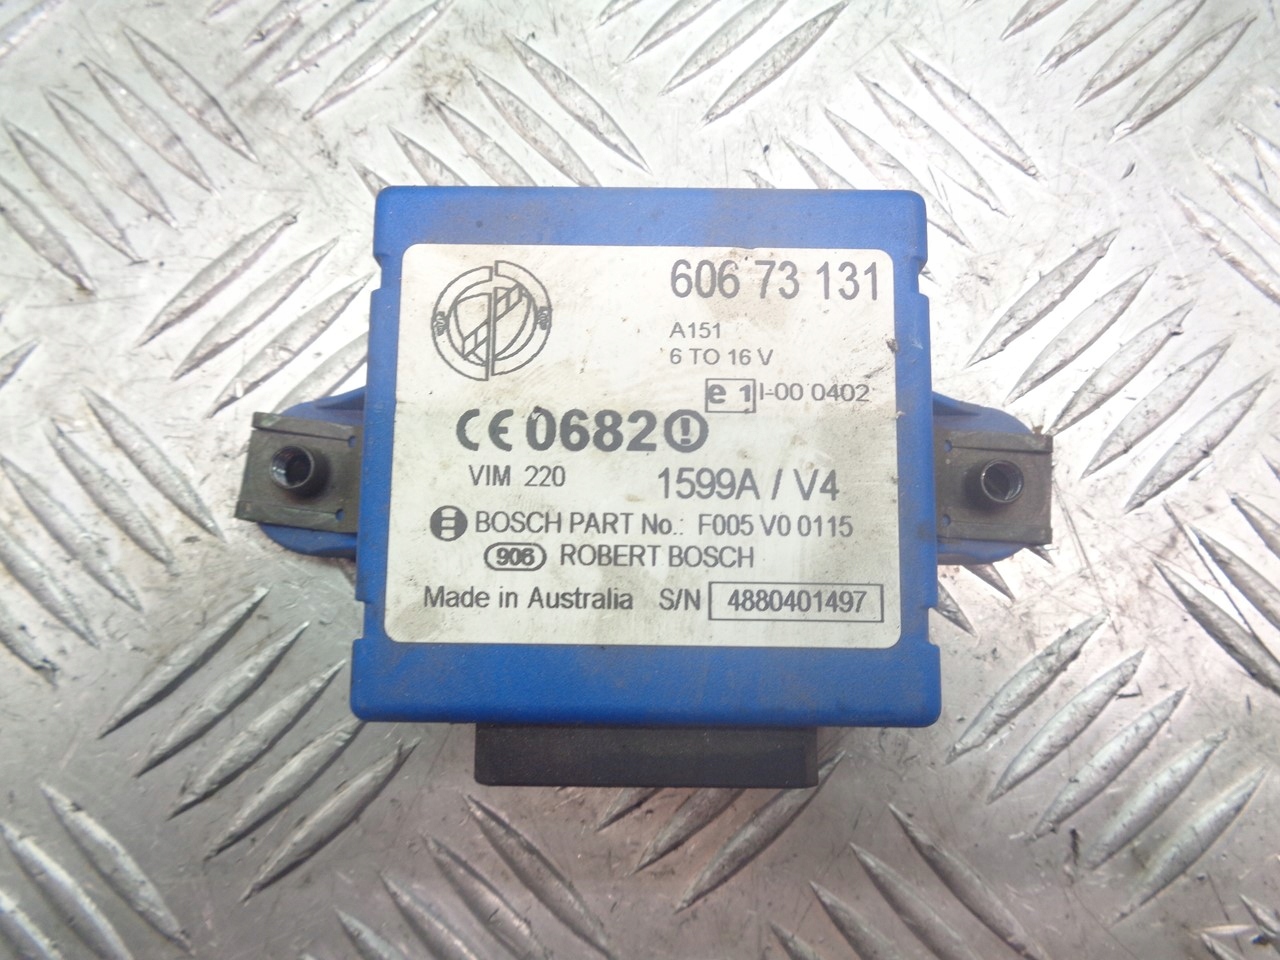 606 73 131
A151
6 TO 16 V
e 1 I-00 0402
CE 0682
VIM 220 1599A / V4
BOSCH PART No.: F005 V0 0115
906 ROBERT BOSCH
Made in Australia S/N 4880401497